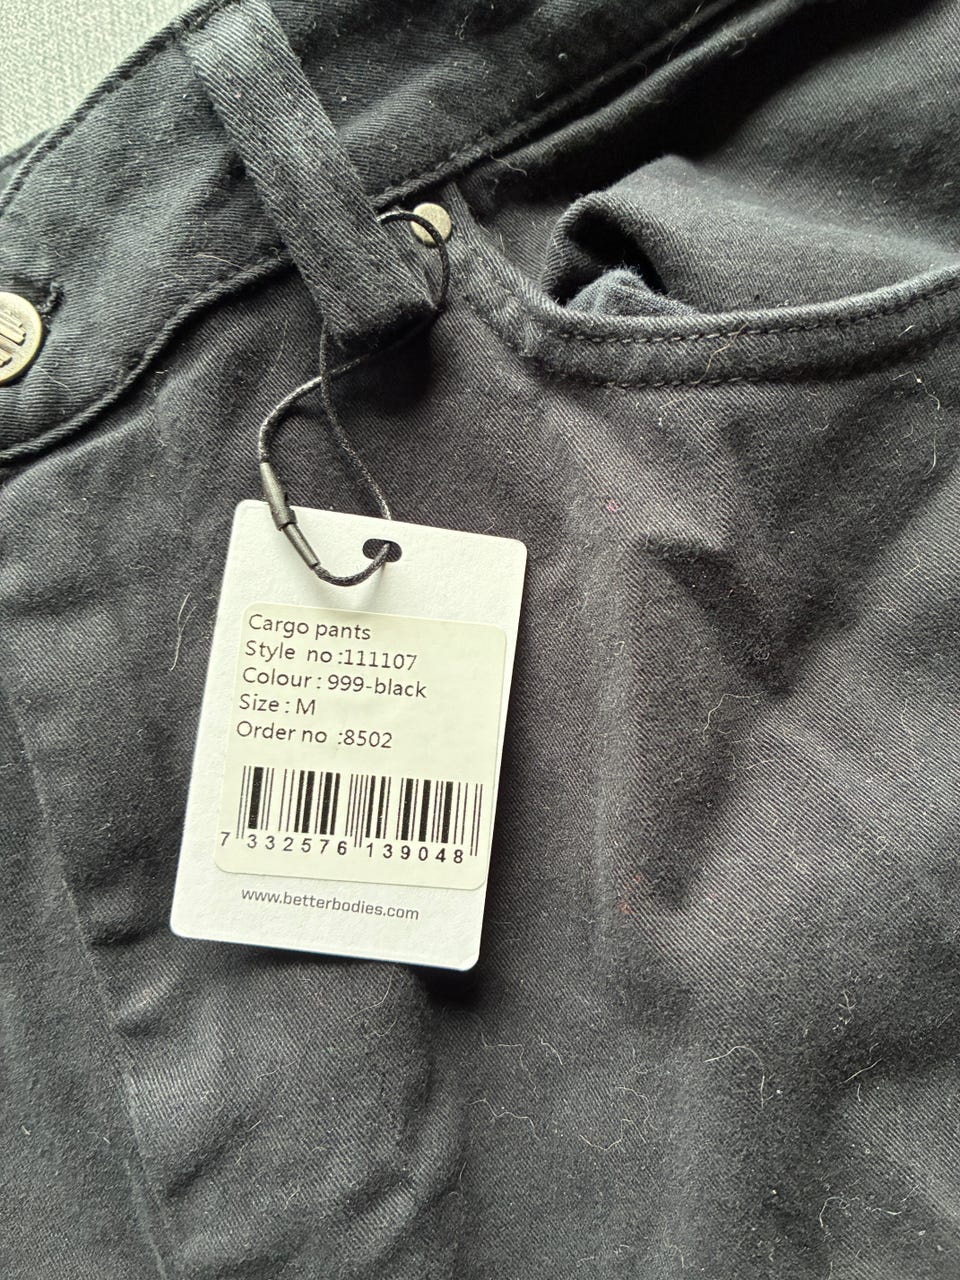 Cargo pants
Style no :111107
Colour : 999-black
Size : M
Order no :8502
7 332576 139048
www.betterbodies.com